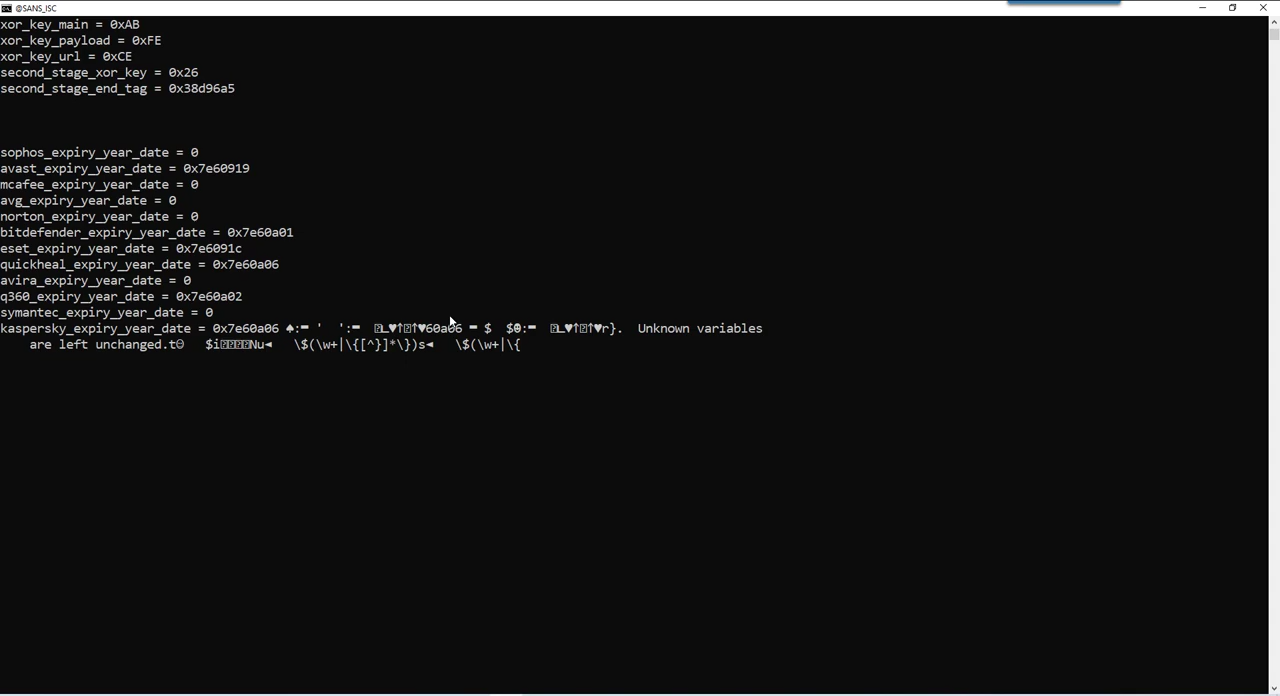 @SANS_ISC
xor_key_main = 0xAB
xor_key_payload = 0xFE
xor_key_url = 0xCE
second_stage_xor_key = 0x26
second_stage_end_tag = 0x38d96a5
sophos_expiry_year_date = 0
avast_expiry_year_date = 0x7e60919
mcafee_expiry_year_date = 0
avg_expiry_year_date = 0
norton_expiry_year_date = 0
bitdefender_expiry_year_date = 0x7e60a01
eset_expiry_year_date = 0x7e6091c
quickheal_expiry_year_date = 0x7e60a06
avira_expiry_year_date = 0
q360_expiry_year_date = 0x7e60a02
symantec_expiry_year_date = 0
kaspersky_expiry_year_date = 0x7e60a06 ♠:▬ '  ':▬  ⍰L♥↑⍰↑♥60a06 ▬ $  $☻:▬  ⍰L♥↑⍰↑♥r}.  Unknown variables
    are left unchanged.t☺   $i⍰⍰⍰⍰Nu◄   \$(\w+|\{[^}]*\})s◄   \$(\w+|\{